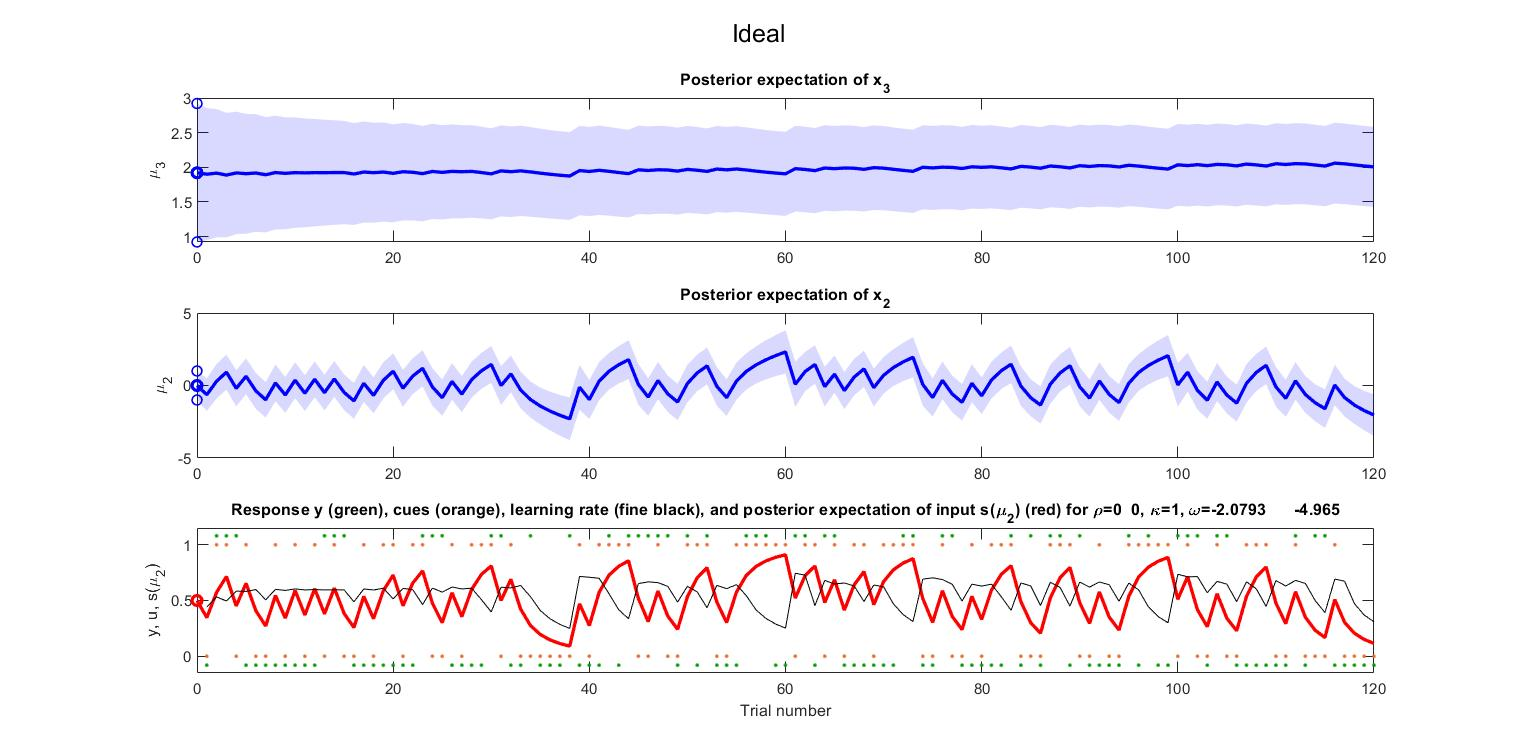 Ideal
Posterior expectation of x3
3
2.5
2
1.5
1
μ3
0 20 40 60 80 100 120
Posterior expectation of x2
5
0
-5
μ2
0 20 40 60 80 100 120
Response y (green), cues (orange), learning rate (fine black), and posterior expectation of input s(μ2) (red) for ρ=0 0, κ=1, ω=-2.0793 -4.965
1
0.5
0
y, u, s(μ2)
0 20 40 60 80 100 120
Trial number